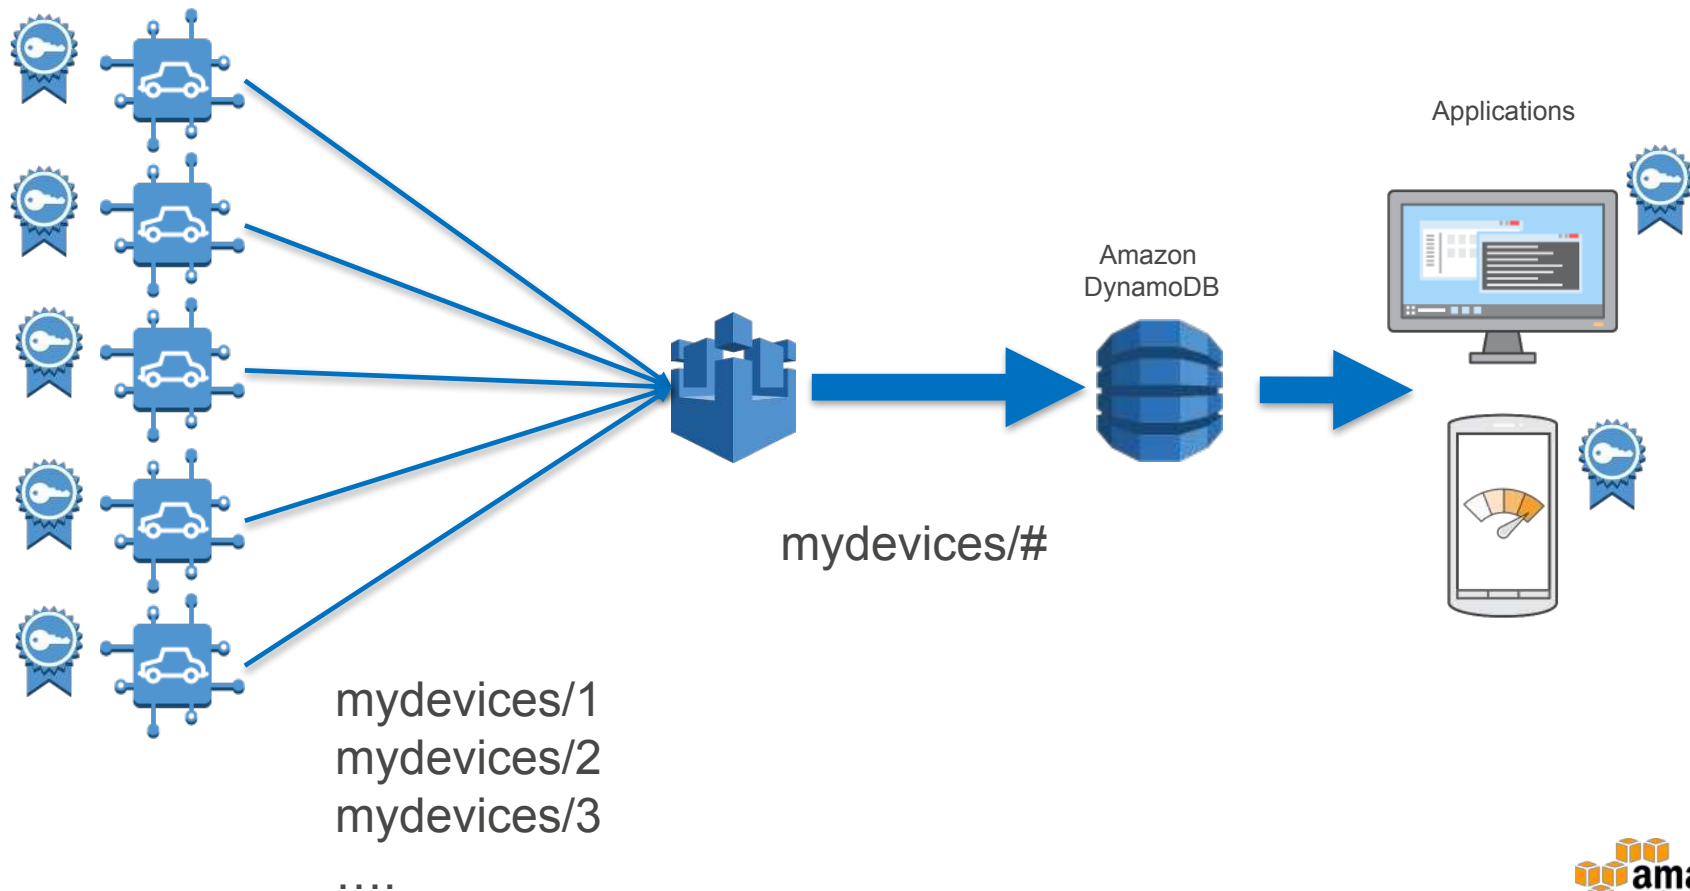 Applications
Amazon
DynamoDB
mydevices/#
mydevices/1
mydevices/2
mydevices/3
....